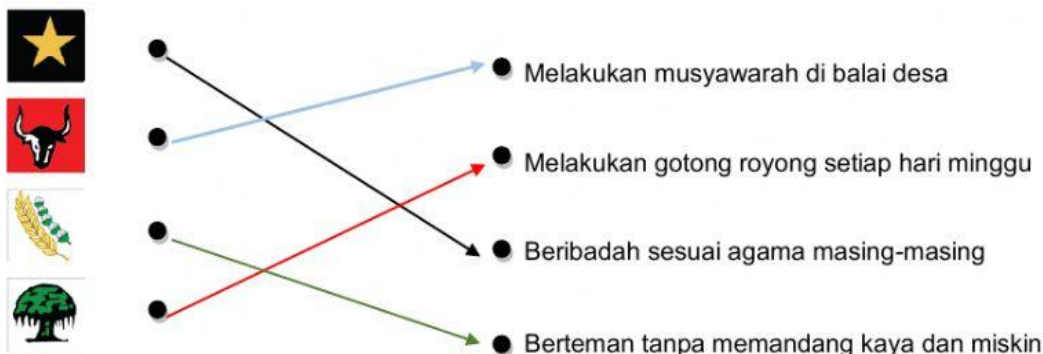 Melakukan musyawarah di balai desa
Melakukan gotong royong setiap hari minggu
Beribadah sesuai agama masing-masing
Berteman tanpa memandang kaya dan miskin